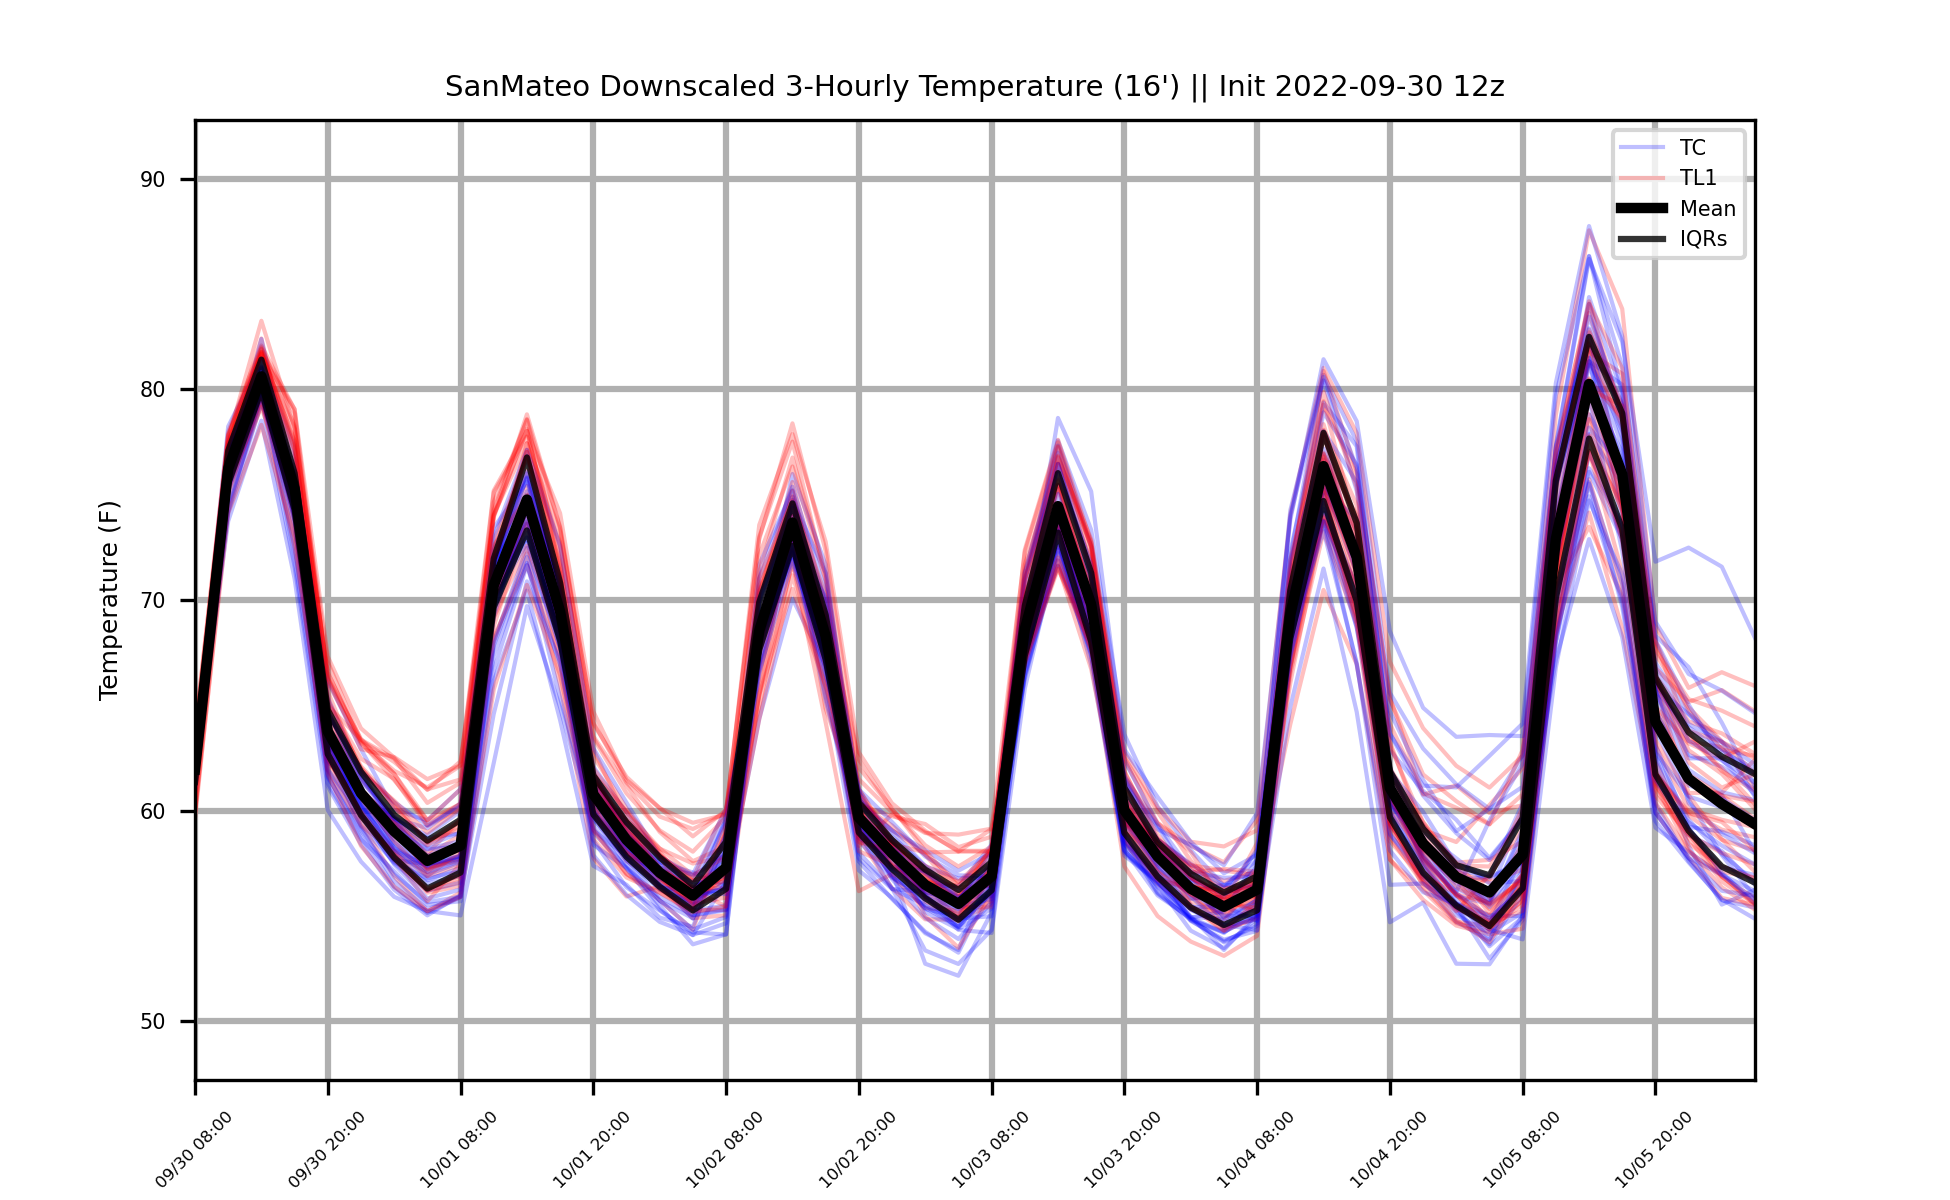 SanMateo Downscaled 3-Hourly Temperature (16') || Init 2022-09-30 12z
TC
TL1
Mean
IQRs
Temperature (F)
90
80
70
60
50
09/30 08:00
09/30 20:00
10/01 08:00
10/01 20:00
10/02 08:00
10/02 20:00
10/03 08:00
10/03 20:00
10/04 08:00
10/04 20:00
10/05 08:00
10/05 20:00